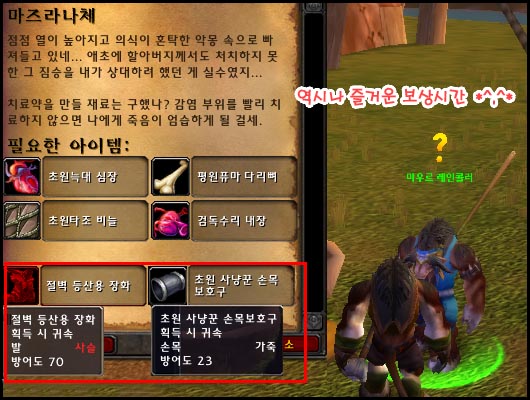 마즈라나체
점점 열이 높아지고 의식이 혼탁한 악몽 속으로 빠
져들고 있네... 애초에 할아버지께서도 처치하지 못
한 그 짐승을 내가 상대하려 했던 게 실수였지...
치료약을 만들 재료는 구했나? 감염 부위를 빨리 치
료하지 않으면 나에게 죽음이 엄습하게 될 걸세.
역시나 즐거운 보상시간 *^.^*
필요한 아이템:
초원늑대 심장
평원퓨마 다리뼈
초원타조 비늘
검독수리 내장
절벽 등산용 장화
초원 사냥꾼 손목
보호구
절벽 등산용 장화
획득 시 귀속
발 사슬
방어도 70
초원 사냥꾼 손목보호구
획득 시 귀속
손목 가죽
방어도 23
소
?
마우르 레인콜러